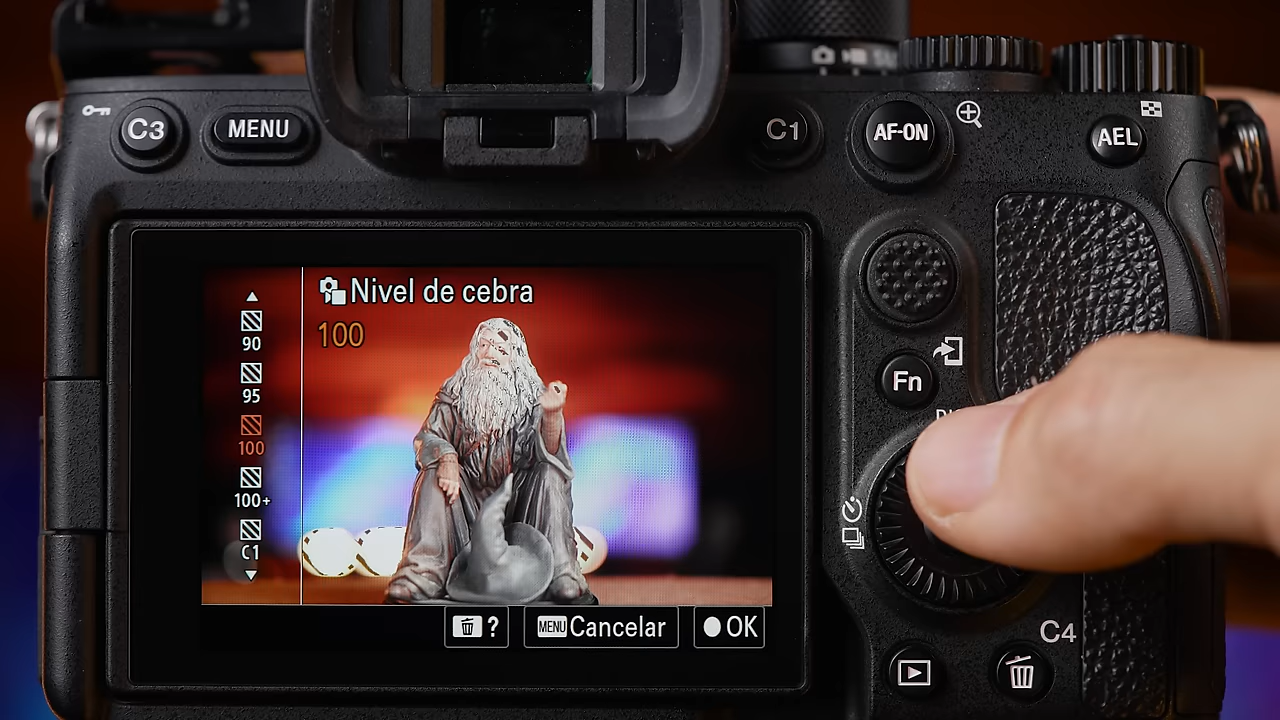 C3
MENU
C1
AF-ON
AEL
Nivel de cebra
100
90
95
100
100+
C1
Fn
?
MENU Cancelar
OK
C4